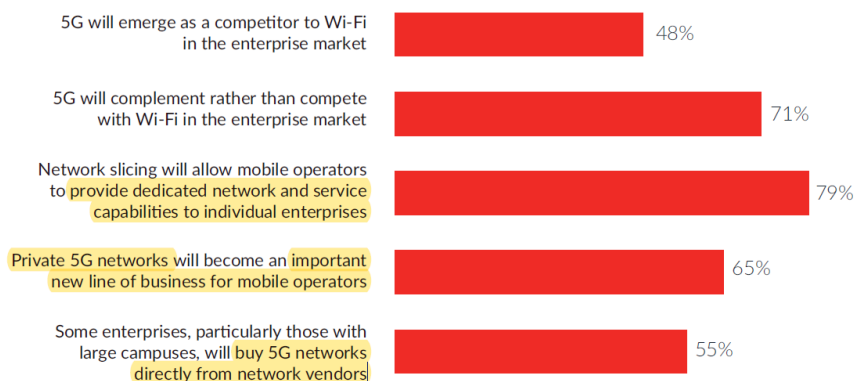 5G will emerge as a competitor to Wi-Fi
in the enterprise market
48%
5G will complement rather than compete
with Wi-Fi in the enterprise market
71%
Network slicing will allow mobile operators
to provide dedicated network and service
capabilities to individual enterprises
79%
Private 5G networks will become an important
new line of business for mobile operators
65%
Some enterprises, particularly those with
large campuses, will buy 5G networks
directly from network vendors
55%